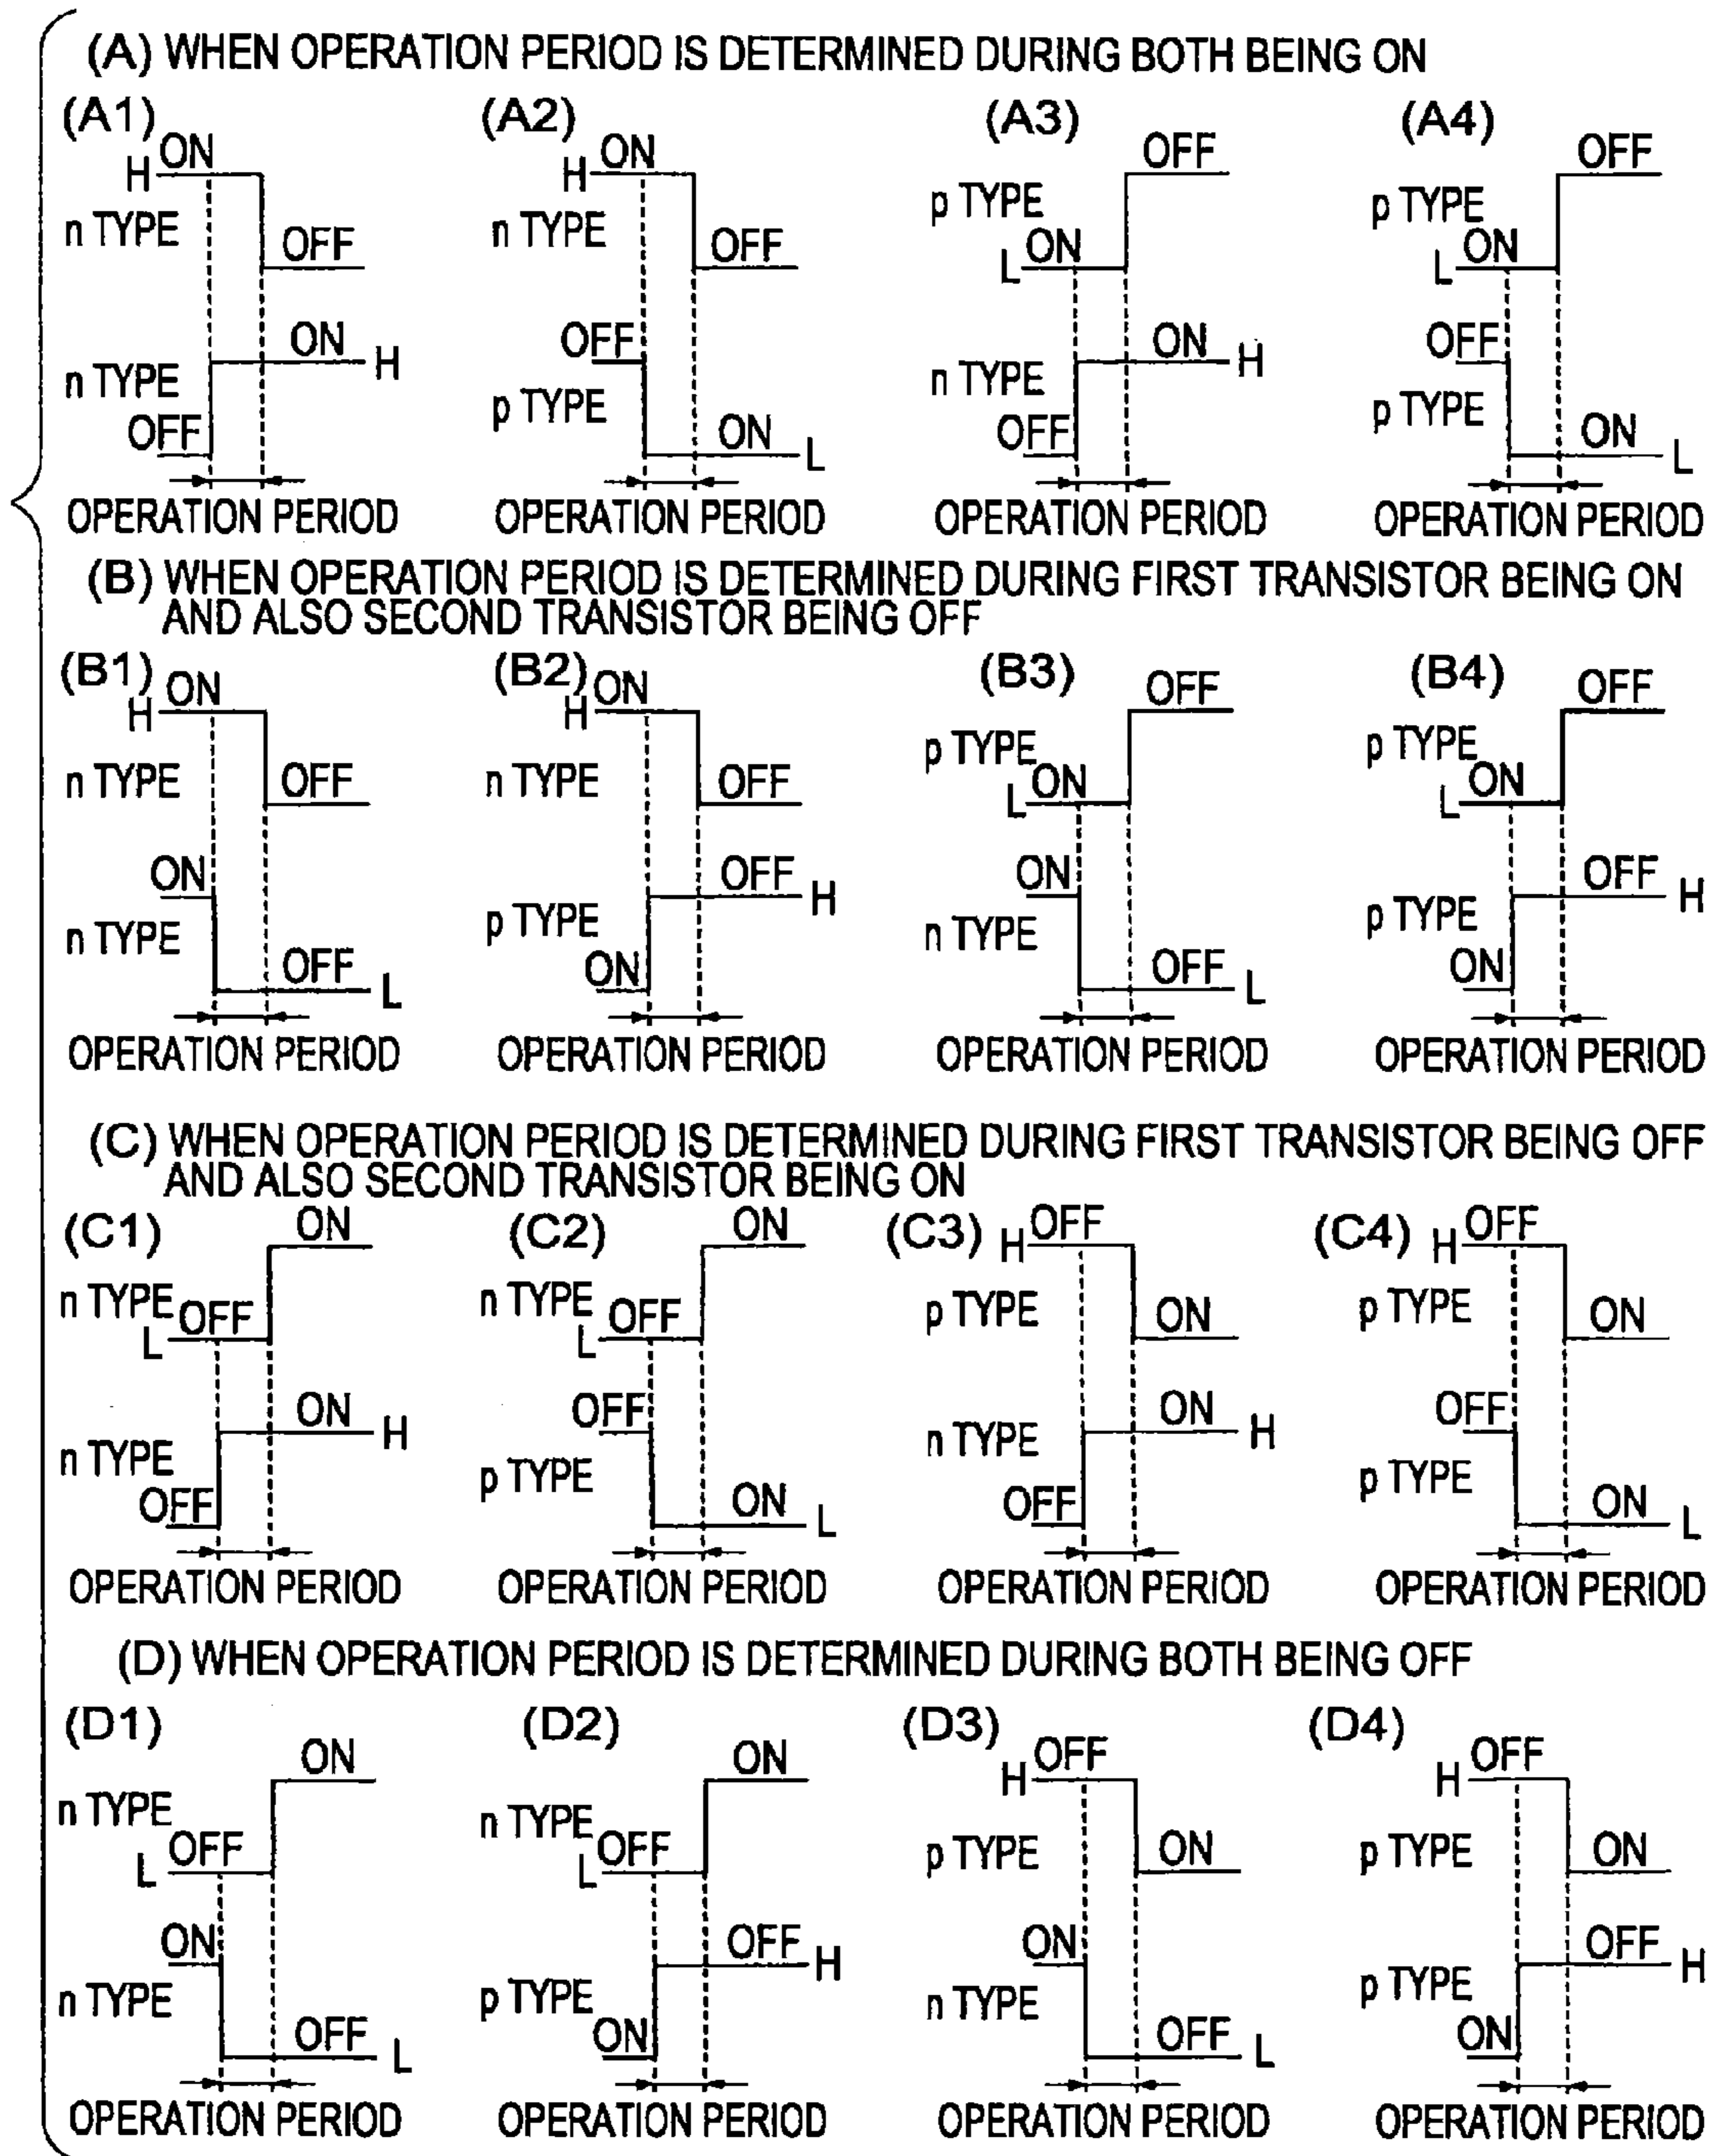 (A) WHEN OPERATION PERIOD IS DETERMINED DURING BOTH BEING ON
(A1) (A2) (A3) (A4)
H ON H ON OFF OFF
n TYPE n TYPE p TYPE p TYPE
OFF OFF L ON L ON
ON H OFF ON H OFF
n TYPE p TYPE n TYPE p TYPE
OFF ON L OFF ON L
OPERATION PERIOD OPERATION PERIOD OPERATION PERIOD OPERATION PERIOD
(B) WHEN OPERATION PERIOD IS DETERMINED DURING FIRST TRANSISTOR BEING ON
AND ALSO SECOND TRANSISTOR BEING OFF
(B1) (B2) (B3) (B4)
H ON H ON OFF OFF
n TYPE n TYPE p TYPE p TYPE
OFF OFF L ON L ON
ON OFF H ON OFF H
n TYPE p TYPE n TYPE p TYPE
OFF L ON OFF L ON
OPERATION PERIOD OPERATION PERIOD OPERATION PERIOD OPERATION PERIOD
(C) WHEN OPERATION PERIOD IS DETERMINED DURING FIRST TRANSISTOR BEING OFF
AND ALSO SECOND TRANSISTOR BEING ON
(C1) (C2) (C3) (C4)
ON ON H OFF H OFF
n TYPE n TYPE p TYPE p TYPE
L OFF L OFF ON ON
ON H OFF ON H OFF
n TYPE p TYPE n TYPE p TYPE
OFF ON L OFF ON L
OPERATION PERIOD OPERATION PERIOD OPERATION PERIOD OPERATION PERIOD
(D) WHEN OPERATION PERIOD IS DETERMINED DURING BOTH BEING OFF
(D1) (D2) (D3) (D4)
ON ON H OFF H OFF
n TYPE n TYPE p TYPE p TYPE
L OFF L OFF ON ON
ON OFF H ON OFF H
n TYPE p TYPE n TYPE p TYPE
OFF L ON OFF L ON
OPERATION PERIOD OPERATION PERIOD OPERATION PERIOD OPERATION PERIOD